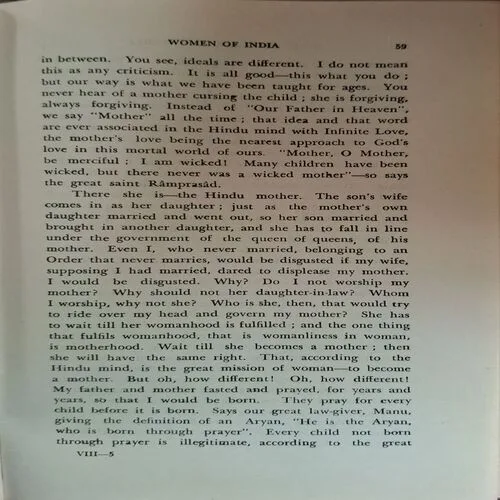 WOMEN OF INDIA 59
in between. You see, ideals are different. I do not mean
this as any criticism. It is all good—this what you do ;
but our way is what we have been taught for ages. You
never hear of a mother cursing the child ; she is forgiving,
always forgiving. Instead of "Our Father in Heaven",
we say "Mother" all the time ; that idea and that word
are ever associated in the Hindu mind with Infinite Love,
the mother's love being the nearest approach to God's
love in this mortal world of ours. "Mother, O Mother,
be merciful ; I am wicked! Many children have been
wicked, but there never was a wicked mother"—so says
the great saint Râmprasâd.
There she is—the Hindu mother. The son's wife
comes in as her daughter ; just as the mother's own
daughter married and went out, so her son married and
brought in another daughter, and she has to fall in line
under the government of the queen of queens, of his
mother. Even I, who never married, belonging to an
Order that never marries, would be disgusted if my wife,
supposing I had married, dared to displease my mother.
I would be disgusted. Why? Do I not worship my
mother? Why should not her daughter-in-law? Whom
I worship, why not she? Who is she, then, that would try
to ride over my head and govern my mother? She has
to wait till her womanhood is fulfilled ; and the one thing
that fulfils womanhood, that is womanliness in woman,
is motherhood. Wait till she becomes a mother ; then
she will have the same right. That, according to the
Hindu mind, is the great mission of woman—to become
a mother. But oh, how different! Oh, how different!
My father and mother fasted and prayed, for years and
years, so that I would be born. They pray for every
child before it is born. Says our great law-giver, Manu,
giving the definition of an Aryan, "He is the Aryan,
who is born through prayer". Every child not born
through prayer is illegitimate, according to the great
VIII—5